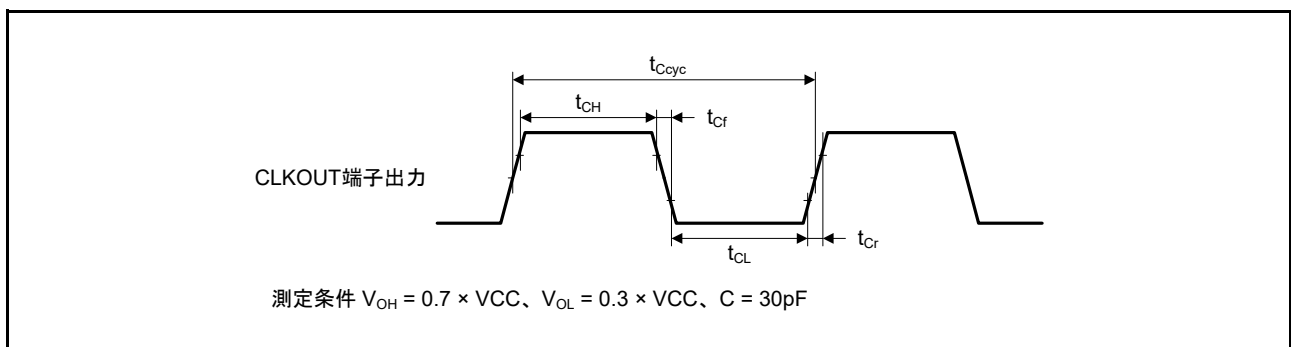 tCcyc
tCH
tCf
CLKOUT端子出力
tCL
tCr
測定条件 VOH = 0.7 × VCC、VOL = 0.3 × VCC、C = 30pF